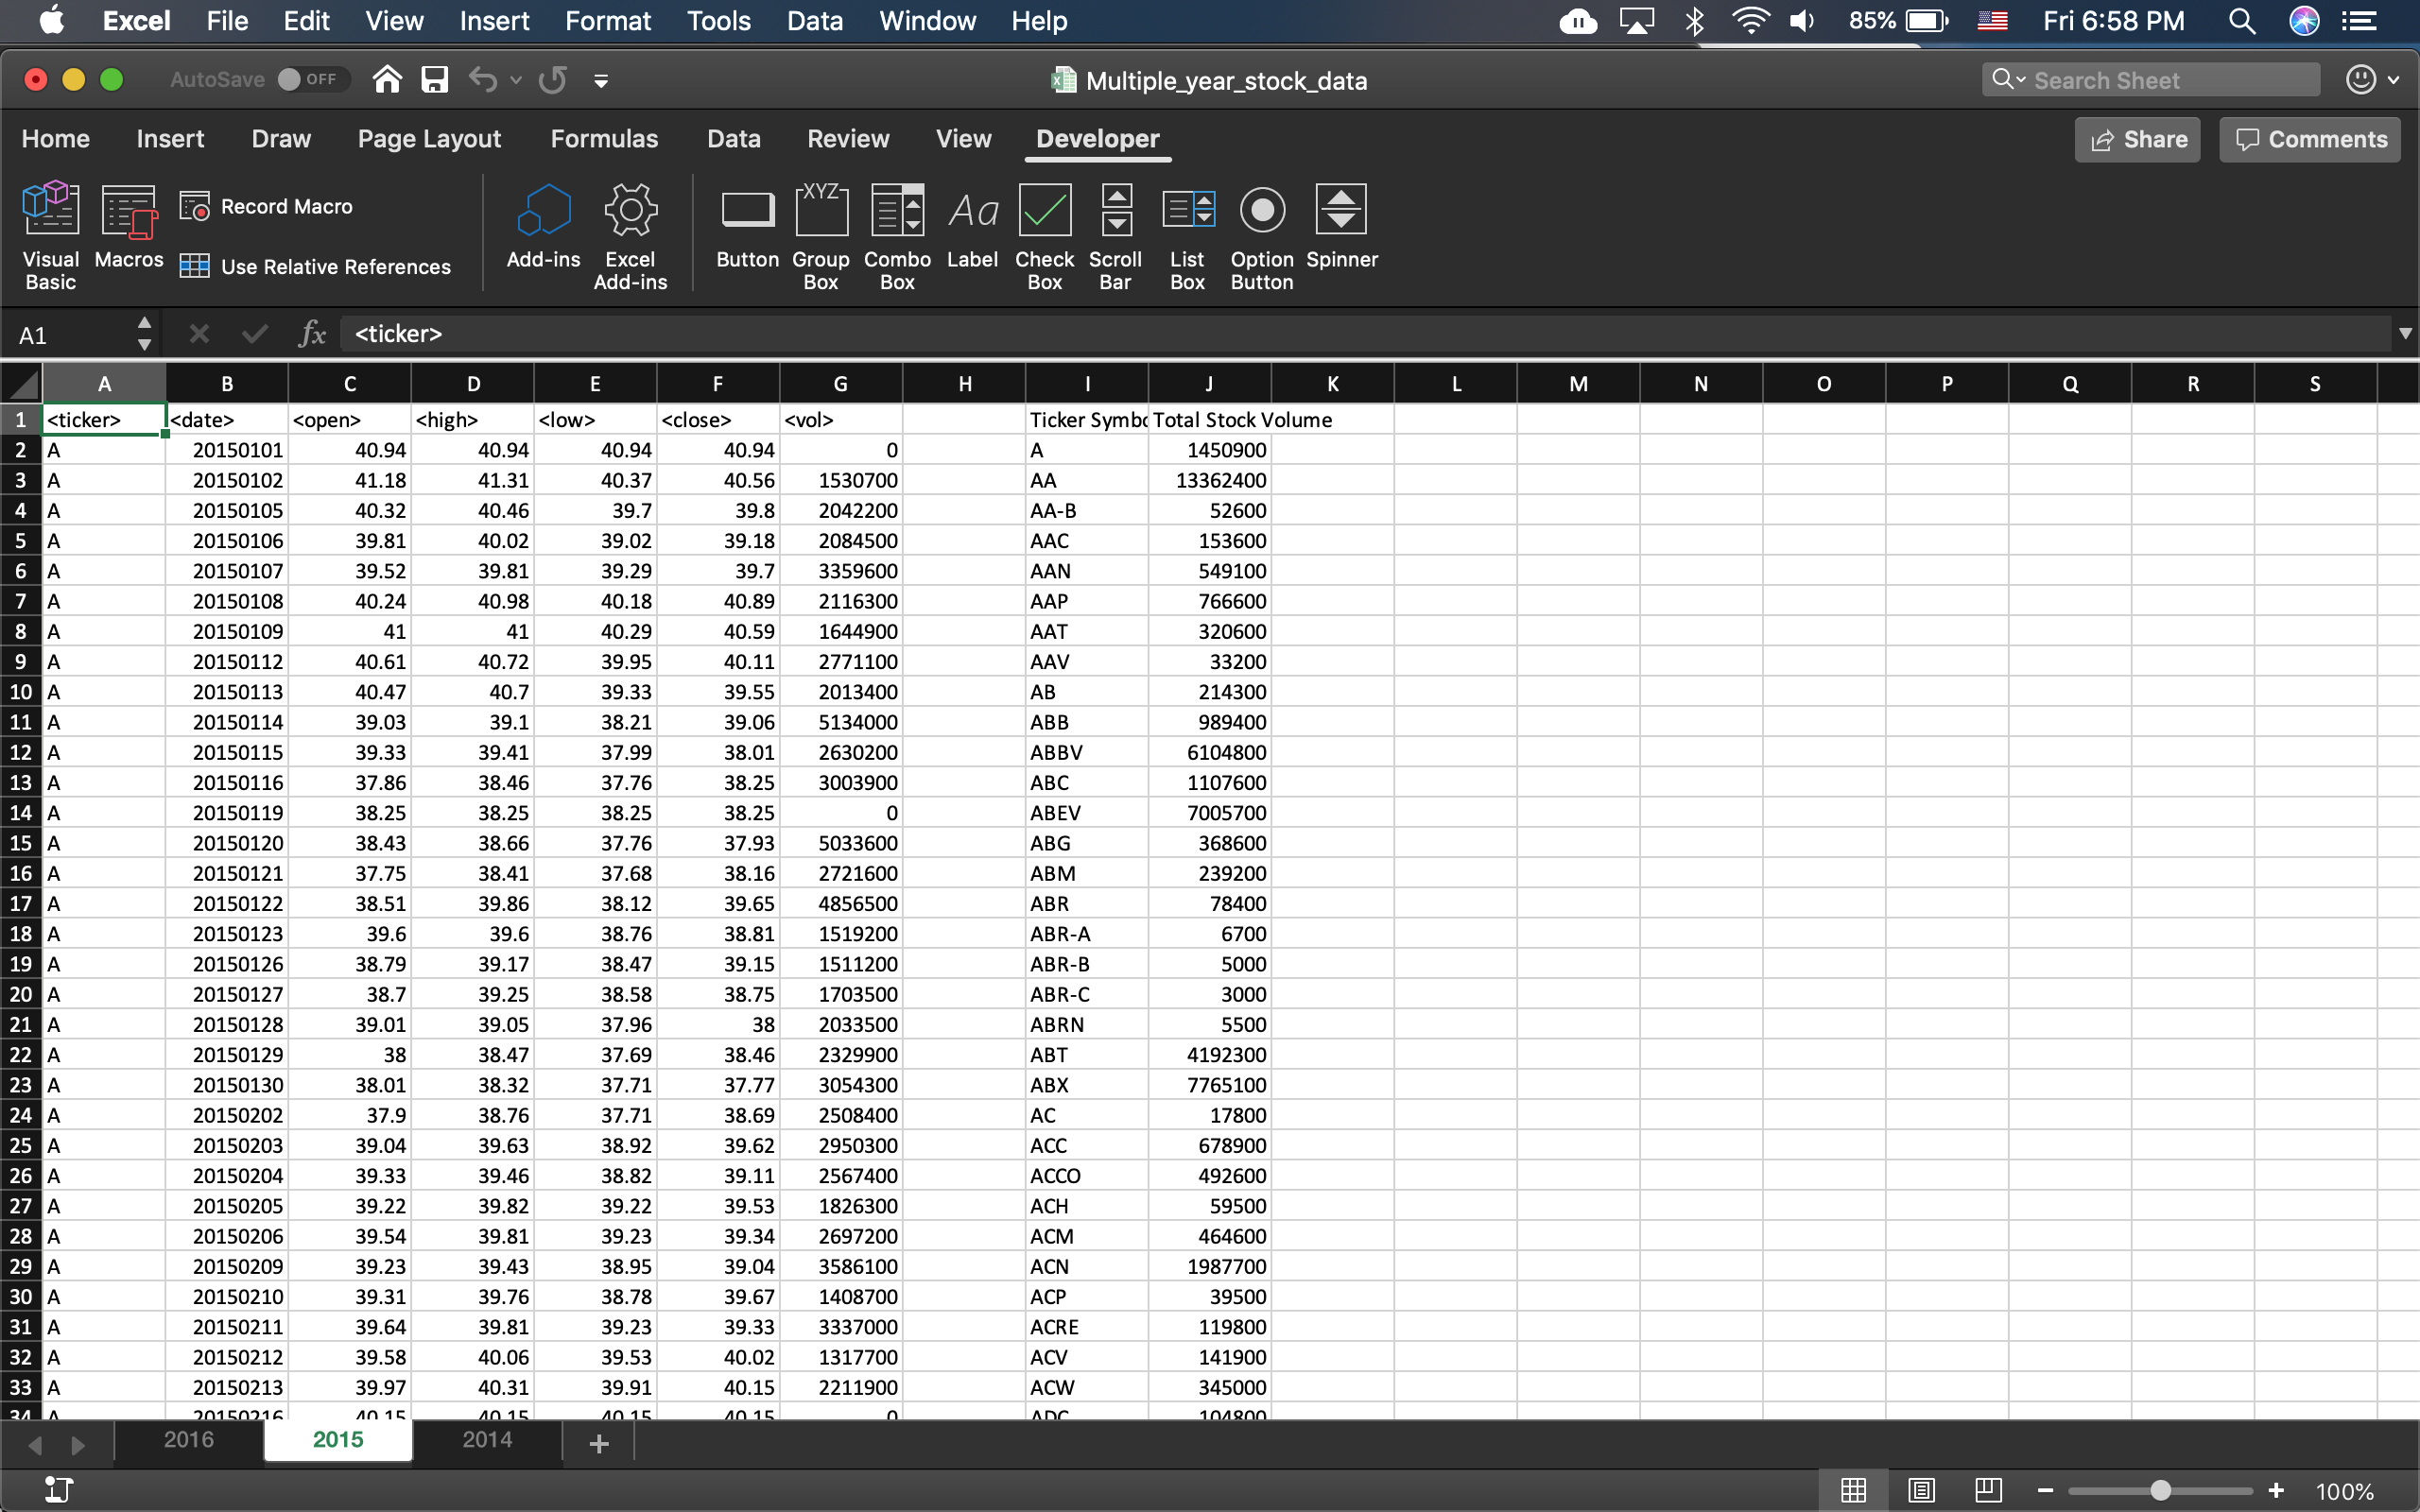 Excel File Edit View Insert Format Tools Data Window Help 85% Fri 6:58 PM
AutoSave OFF Multiple_year_stock_data Search Sheet
Home Insert Draw Page Layout Formulas Data Review View Developer Share Comments
Visual Basic Macros Record Macro Use Relative References Add-ins Excel Add-ins Button XYZ Group Box Combo Box Aa Label Check Box Scroll Bar List Box Option Button Spinner
A1 fx <ticker>
A B C D E F G H I J K L M N O P Q R S
1 <ticker> <date> <open> <high> <low> <close> <vol> Ticker Symbo Total Stock Volume
2 A 20150101 40.94 40.94 40.94 40.94 0 A 1450900
3 A 20150102 41.18 41.31 40.37 40.56 1530700 AA 13362400
4 A 20150105 40.32 40.46 39.7 39.8 2042200 AA-B 52600
5 A 20150106 39.81 40.02 39.02 39.18 2084500 AAC 153600
6 A 20150107 39.52 39.81 39.29 39.7 3359600 AAN 549100
7 A 20150108 40.24 40.98 40.18 40.89 2116300 AAP 766600
8 A 20150109 41 41 40.29 40.59 1644900 AAT 320600
9 A 20150112 40.61 40.72 39.95 40.11 2771100 AAV 33200
10 A 20150113 40.47 40.7 39.33 39.55 2013400 AB 214300
11 A 20150114 39.03 39.1 38.21 39.06 5134000 ABB 989400
12 A 20150115 39.33 39.41 37.99 38.01 2630200 ABBV 6104800
13 A 20150116 37.86 38.46 37.76 38.25 3003900 ABC 1107600
14 A 20150119 38.25 38.25 38.25 38.25 0 ABEV 7005700
15 A 20150120 38.43 38.66 37.76 37.93 5033600 ABG 368600
16 A 20150121 37.75 38.41 37.68 38.16 2721600 ABM 239200
17 A 20150122 38.51 39.86 38.12 39.65 4856500 ABR 78400
18 A 20150123 39.6 39.6 38.76 38.81 1519200 ABR-A 6700
19 A 20150126 38.79 39.17 38.47 39.15 1511200 ABR-B 5000
20 A 20150127 38.7 39.25 38.58 38.75 1703500 ABR-C 3000
21 A 20150128 39.01 39.05 37.96 38 2033500 ABRN 5500
22 A 20150129 38 38.47 37.69 38.46 2329900 ABT 4192300
23 A 20150130 38.01 38.32 37.71 37.77 3054300 ABX 7765100
24 A 20150202 37.9 38.76 37.71 38.69 2508400 AC 17800
25 A 20150203 39.04 39.63 38.92 39.62 2950300 ACC 678900
26 A 20150204 39.33 39.46 38.82 39.11 2567400 ACCO 492600
27 A 20150205 39.22 39.82 39.22 39.53 1826300 ACH 59500
28 A 20150206 39.54 39.81 39.23 39.34 2697200 ACM 464600
29 A 20150209 39.23 39.43 38.95 39.04 3586100 ACN 1987700
30 A 20150210 39.31 39.76 38.78 39.67 1408700 ACP 39500
31 A 20150211 39.64 39.81 39.23 39.33 3337000 ACRE 119800
32 A 20150212 39.58 40.06 39.53 40.02 1317700 ACV 141900
33 A 20150213 39.97 40.31 39.91 40.15 2211900 ACW 345000
34 A 20150216 40.15 40.15 40.15 40.15 0 ADC 104800
2016 2015 2014 +
100%